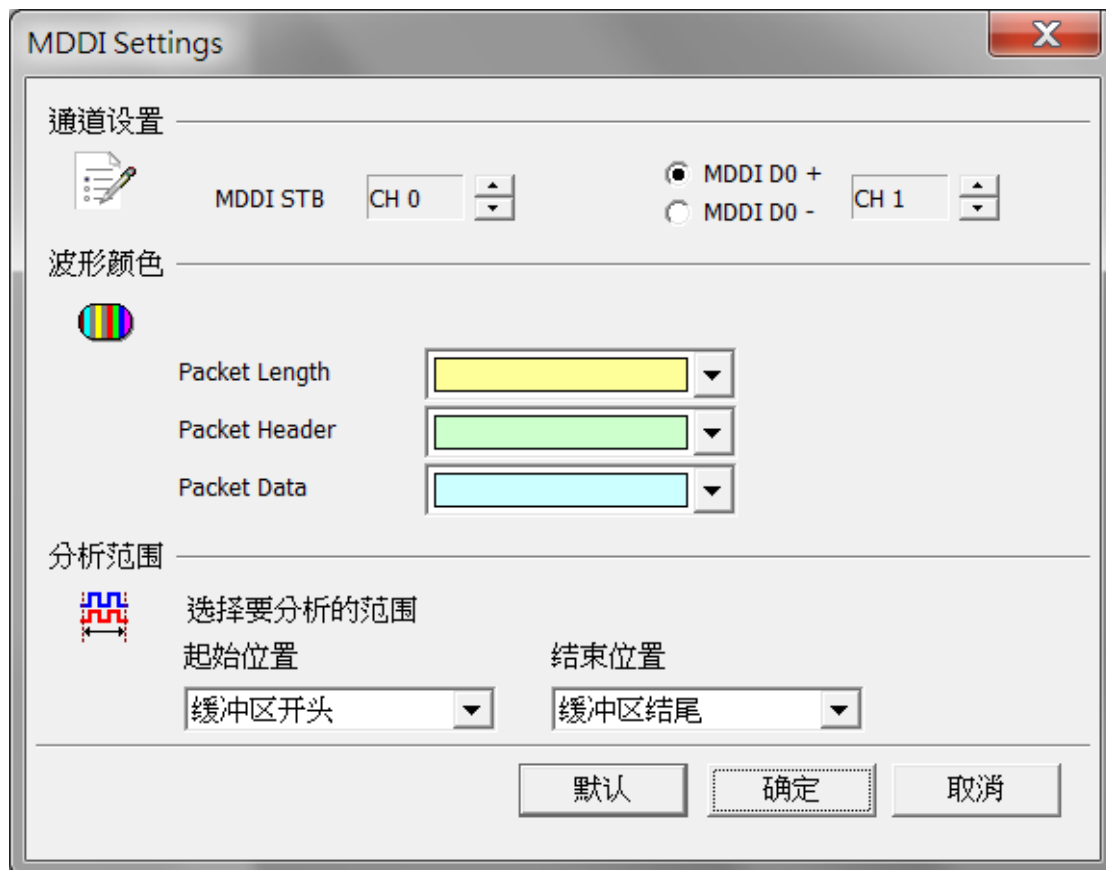 MDDI Settings
通道设置
MDDI STB CH 0 MDDI D0 + CH 1
MDDI D0 -
波形颜色
Packet Length
Packet Header
Packet Data
分析范围
选择要分析的范围
起始位置 结束位置
缓冲区开头 缓冲区结尾
默认 确定 取消